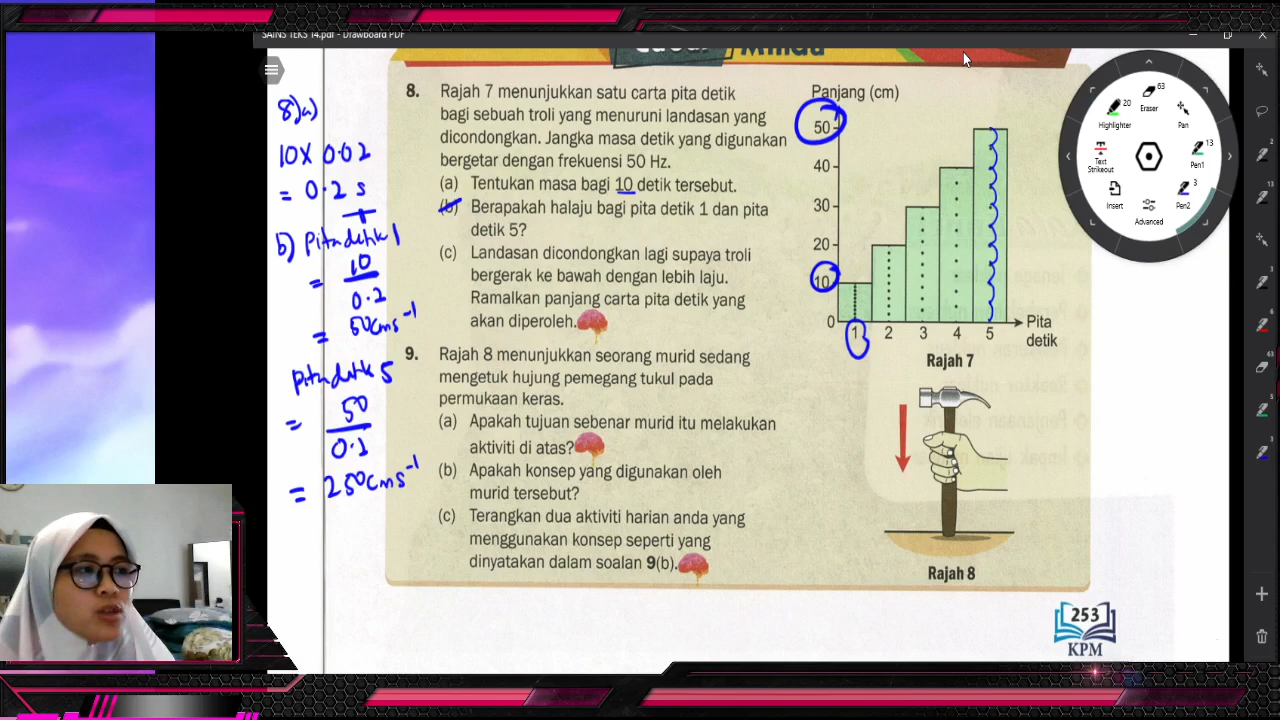 SAINS TEKS T4.pdf - Drawboard PDF
Minda
8. Rajah 7 menunjukkan satu carta pita detik
bagi sebuah troli yang menuruni landasan yang
dicondongkan. Jangka masa detik yang digunakan
bergetar dengan frekuensi 50 Hz.
(a) Tentukan masa bagi 10 detik tersebut.
(b) Berapakah halaju bagi pita detik 1 dan pita
detik 5?
(c) Landasan dicondongkan lagi supaya troli
bergerak ke bawah dengan lebih laju.
Ramalkan panjang carta pita detik yang
akan diperoleh.
9. Rajah 8 menunjukkan seorang murid sedang
mengetuk hujung pemegang tukul pada
permukaan keras.
(a) Apakah tujuan sebenar murid itu melakukan
aktiviti di atas?
(b) Apakah konsep yang digunakan oleh
murid tersebut?
(c) Terangkan dua aktiviti harian anda yang
menggunakan konsep seperti yang
dinyatakan dalam soalan 9(b).
8)a)
10 X 0.02
= 0.2 s
b) pita detik 1
= 10
0.2
= 50cms-1
pita detik 5
= 50
0.2
= 250cms-1
Panjang (cm)
50
40
30
20
10
0
1 2 3 4 5
Pita
detik
Rajah 7
Rajah 8
253
KPM
20
Highlighter
63
Eraser
Pan
13
Pen1
3
Pen2
Advanced
Insert
Text
Strikeout